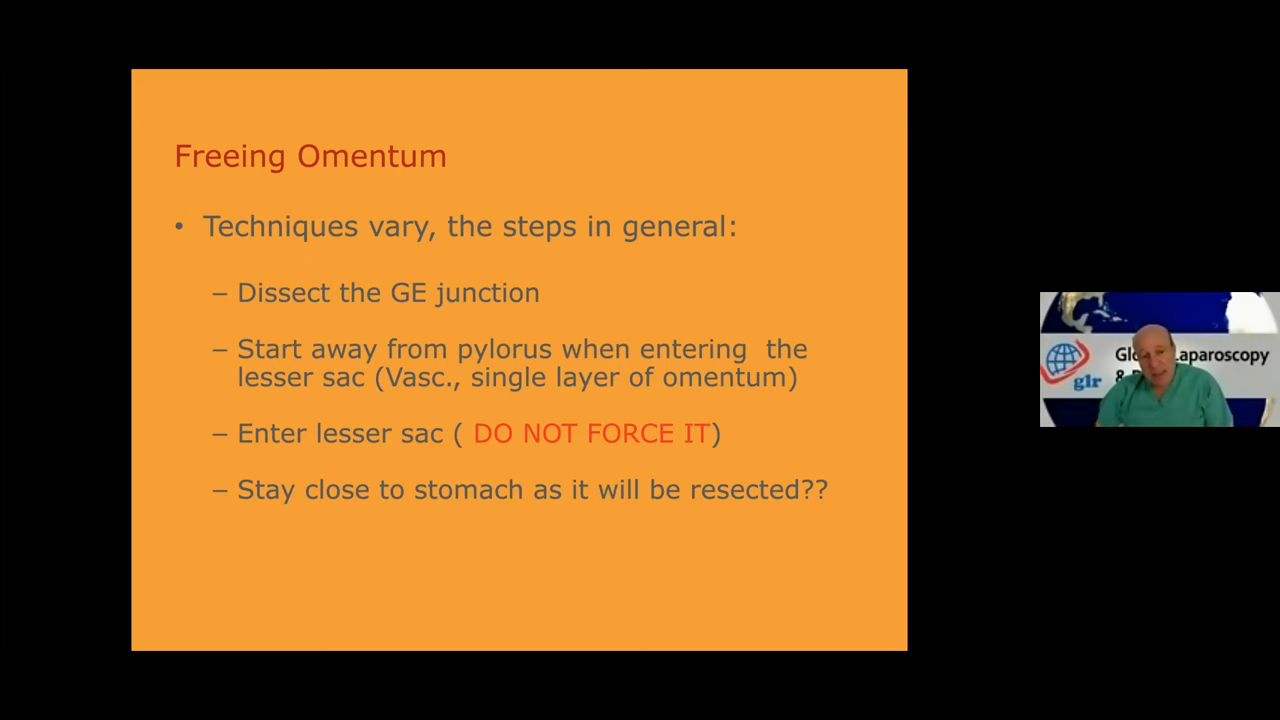 Freeing Omentum
• Techniques vary, the steps in general:
– Dissect the GE junction
– Start away from pylorus when entering the
lesser sac (Vasc., single layer of omentum)
– Enter lesser sac ( DO NOT FORCE IT)
– Stay close to stomach as it will be resected??
glr
&